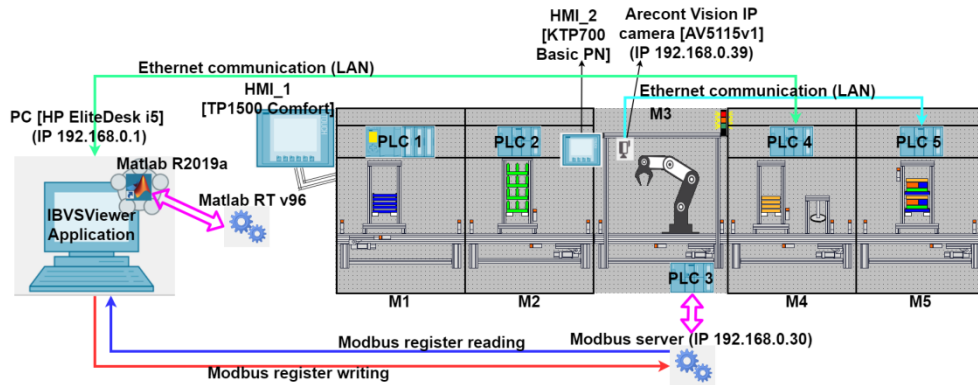 HMI_2
[KTP700
Basic PN]
Arecont Vision IP
camera [AV5115v1]
(IP 192.168.0.39)
Ethernet communication (LAN)
HMI_1
[TP1500 Comfort]
Ethernet communication (LAN)
PC [HP EliteDesk i5]
(IP 192.168.0.1)
M3
PLC 1
PLC 2
PLC 4
PLC 5
Matlab R2019a
Matlab RT v96
IBVSViewer
Application
PLC 3
M1
M2
M4
M5
Modbus server (IP 192.168.0.30)
Modbus register reading
Modbus register writing